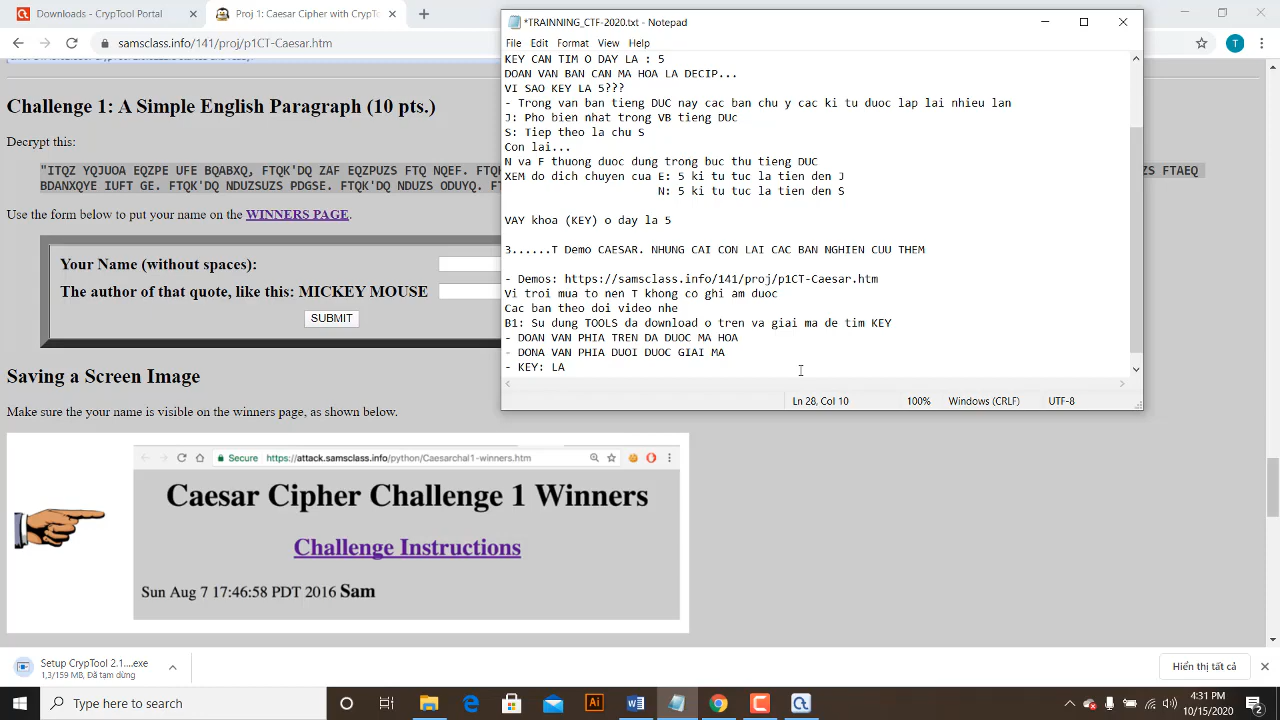 Downloads - CrypTool Portal
Proj 1: Caesar Cipher with CrypT
samsclass.info/141/proj/p1CT-Caesar.htm
T
*TRAINNING_CTF-2020.txt - Notepad
File Edit Format View Help
KEY CAN TIM O DAY LA : 5
DOAN VAN BAN CAN MA HOA LA DECIP...
VI SAO KEY LA 5???
- Trong van ban tieng DUC nay cac ban chu y cac ki tu duoc lap lai nhieu lan
J: Pho bien nhat trong VB tieng DUc
S: Tiep theo la chu S
Con lai...
N va F thuong duoc dung trong buc thu tieng DUC
XEM do dich chuyen cua E: 5 ki tu tuc la tien den J
N: 5 ki tu tuc la tien den S
VAY khoa (KEY) o day la 5
3......T Demo CAESAR. NHUNG CAI CON LAI CAC BAN NGHIEN CUU THEM
- Demos: https://samsclass.info/141/proj/p1CT-Caesar.htm
Vi troi mua to nen T khong co ghi am duoc
Cac ban theo doi video nhe
B1: Su dung TOOLS da download o tren va giai ma de tim KEY
- DOAN VAN PHIA TREN DA DUOC MA HOA
- DONA VAN PHIA DUOI DUOC GIAI MA
- KEY: LA
Ln 28, Col 10 100% Windows (CRLF) UTF-8
Challenge 1: A Simple English Paragraph (10 pts.)
Decrypt this:
"ITQZ YQJUOA EQZPE UFE BQABXQ, FTQK'DQ ZAF EQZPUZS FTQ NQEF. FTQK ZS FTAEQ
BDANXQYE IUFT GE. FTQK'DQ NDUZSUZS PDGSE. FTQK'DQ NDUZS ODUYQ.
Use the form below to put your name on the WINNERS PAGE.
Your Name (without spaces):
The author of that quote, like this: MICKEY MOUSE
SUBMIT
Saving a Screen Image
Make sure the your name is visible on the winners page, as shown below.
Secure https://attack.samsclass.info/python/Caesarchal1-winners.htm
Caesar Cipher Challenge 1 Winners
Challenge Instructions
Sun Aug 7 17:46:58 PDT 2016 Sam
Setup CrypTool 2.1....exe
1,3/159 MB, Đã tạm dừng
Hiển thị tất cả
Type here to search
4:31 PM
10/15/2020
2